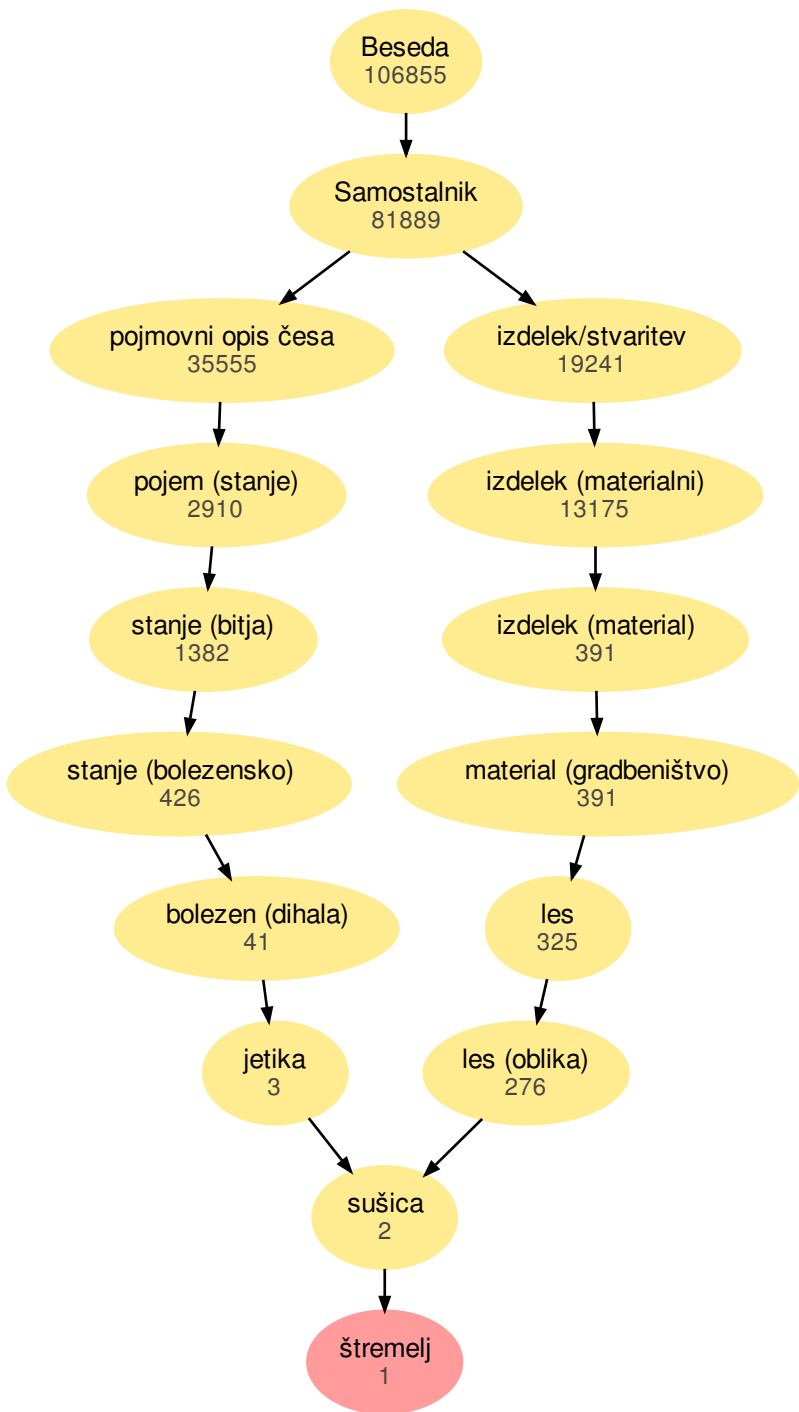 Beseda
106855
Samostalnik
81889
pojmovni opis česa
35555
izdelek/stvaritev
19241
pojem (stanje)
2910
izdelek (materialni)
13175
stanje (bitja)
1382
izdelek (material)
391
stanje (bolezensko)
426
material (gradbeništvo)
391
bolezen (dihala)
41
les
325
jetika
3
les (oblika)
276
sušica
2
štremelj
1